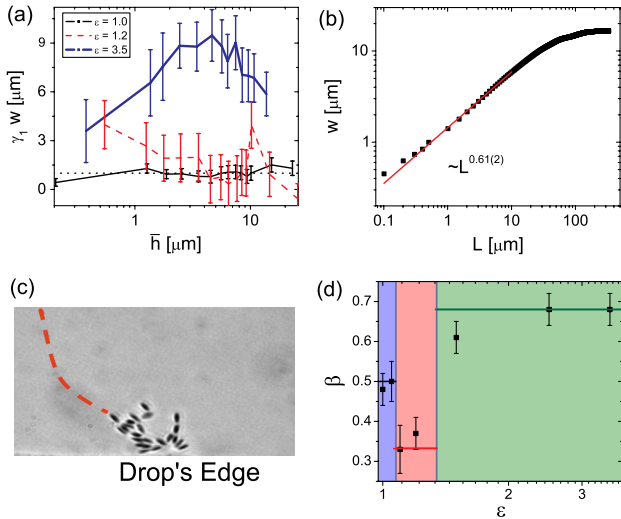 (a)
ε = 1.0
ε = 1.2
ε = 3.5
γ₁ w [μm]
9
6
3
0
1
10
h̄ [μm]
(b)
w [μm]
10
1
~L^0.61(2)
0.1
1
10
100
L [μm]
(c)
Drop's Edge
(d)
β
0.7
0.6
0.5
0.4
0.3
1
2
3
ε